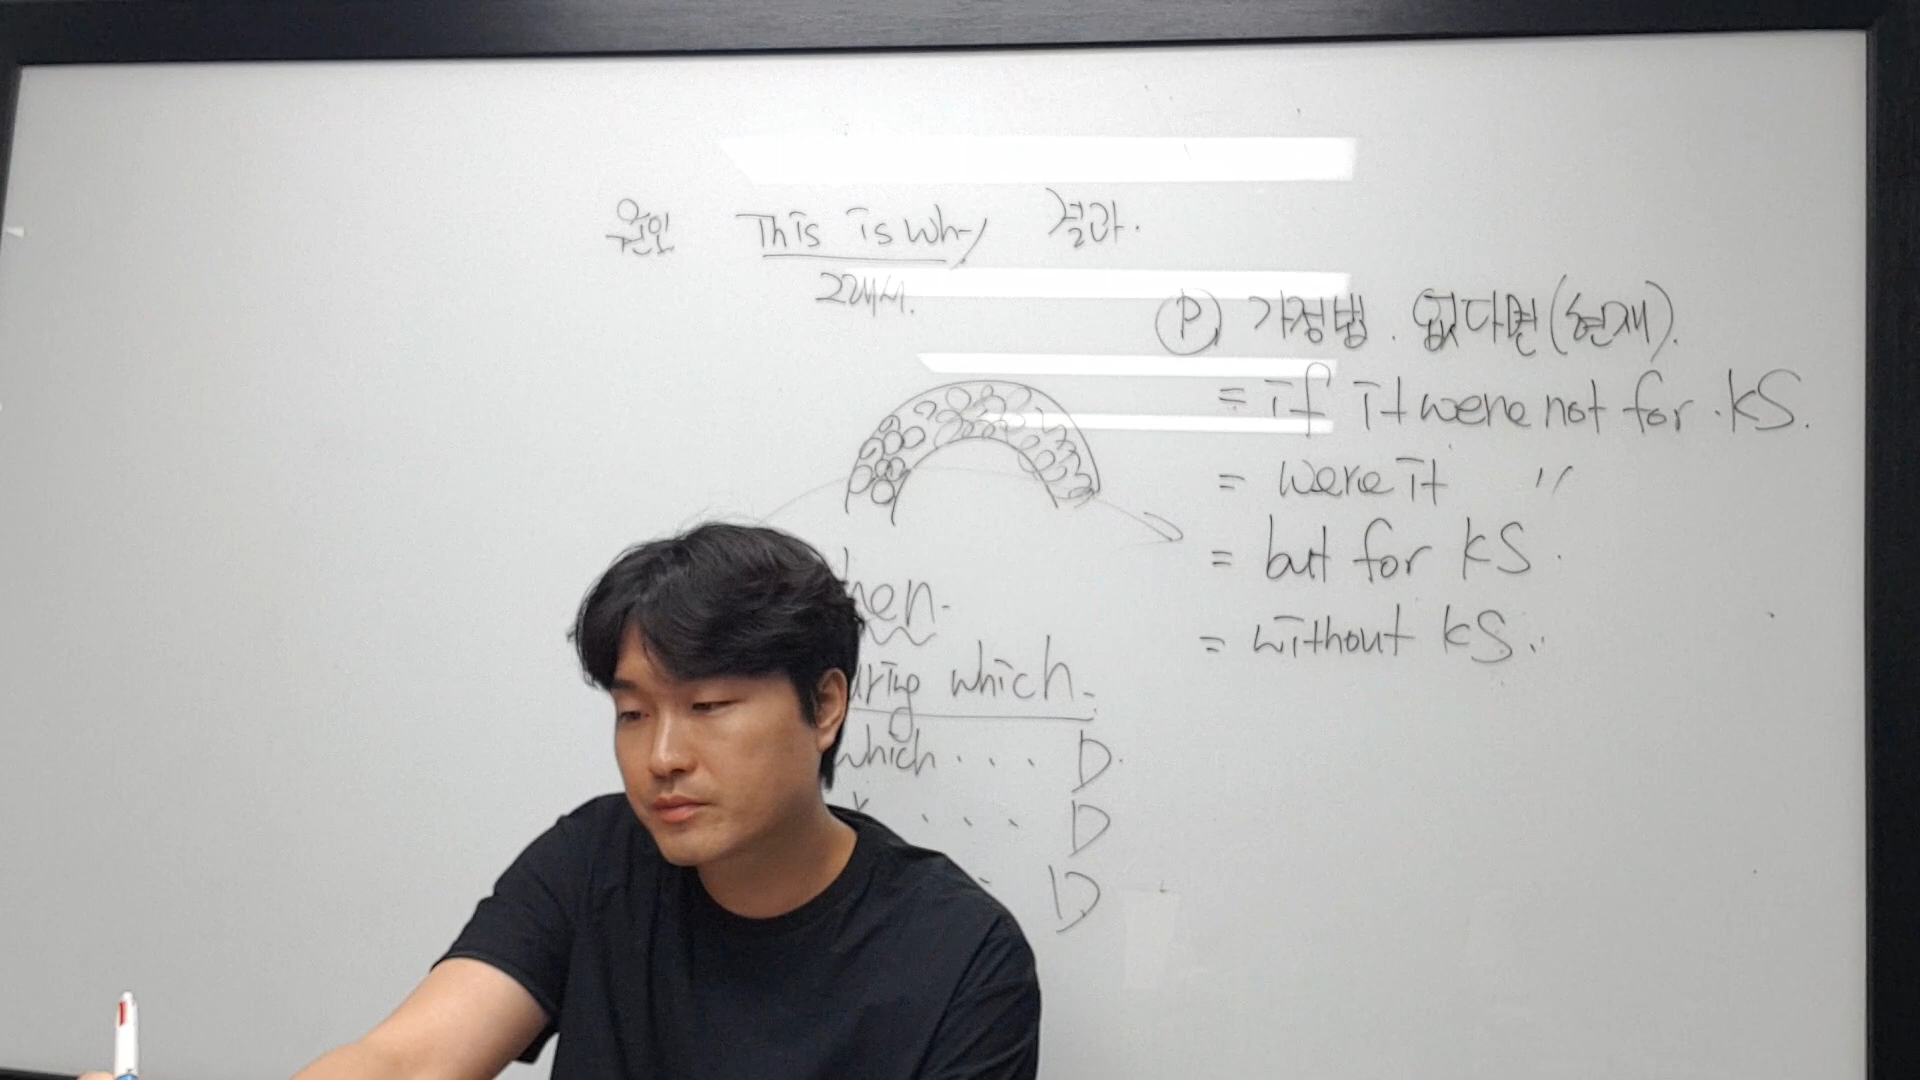 원인 This is why 결과.
그래서.
Ⓟ 가정법. 없다면(현재).
= if it were not for KS.
= were it 〃
= but for KS.
= without KS.
hen.
uring which.
which ... D.
... D
D